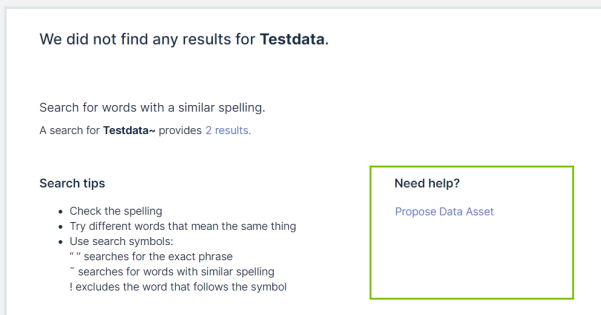 We did not find any results for Testdata.
Search for words with a similar spelling.
A search for Testdata~ provides 2 results.
Search tips
• Check the spelling
• Try different words that mean the same thing
• Use search symbols:
“ ” searches for the exact phrase
˜ searches for words with similar spelling
! excludes the word that follows the symbol
Need help?
Propose Data Asset